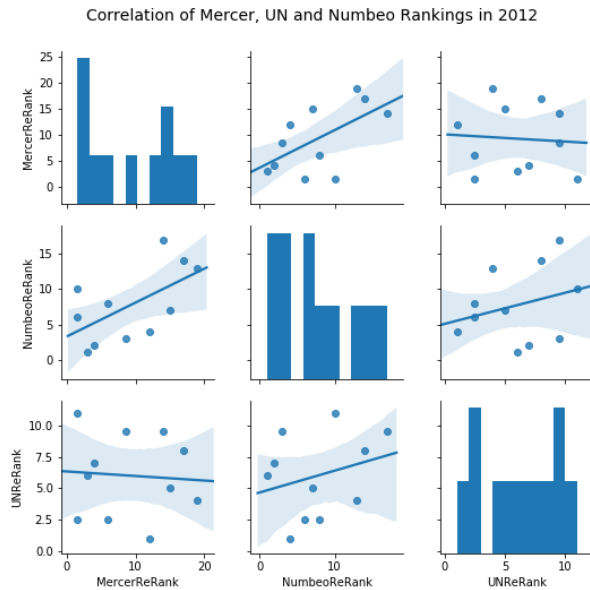 Correlation of Mercer, UN and Numbeo Rankings in 2012
25
20
15
10
5
0
MercerReRank
15
10
5
0
NumbeoReRank
10.0
7.5
5.0
2.5
0.0
UNReRank
0 10 20
MercerReRank
0 10
NumbeoReRank
0 5 10
UNReRank